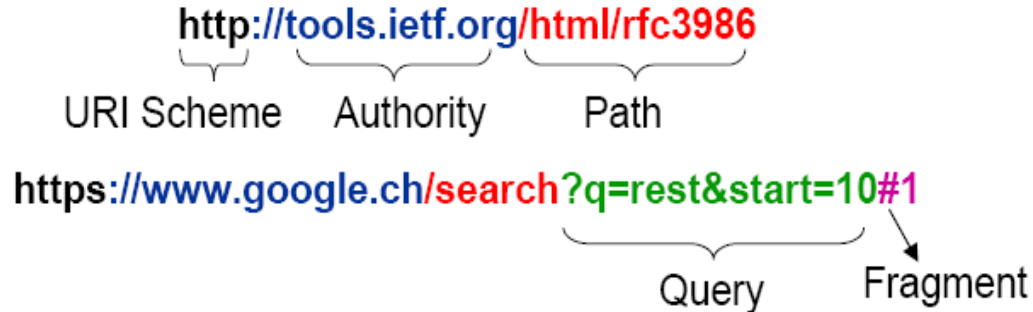 http://tools.ietf.org/html/rfc3986
URI Scheme Authority Path
https://www.google.ch/search?q=rest&start=10#1
Query Fragment